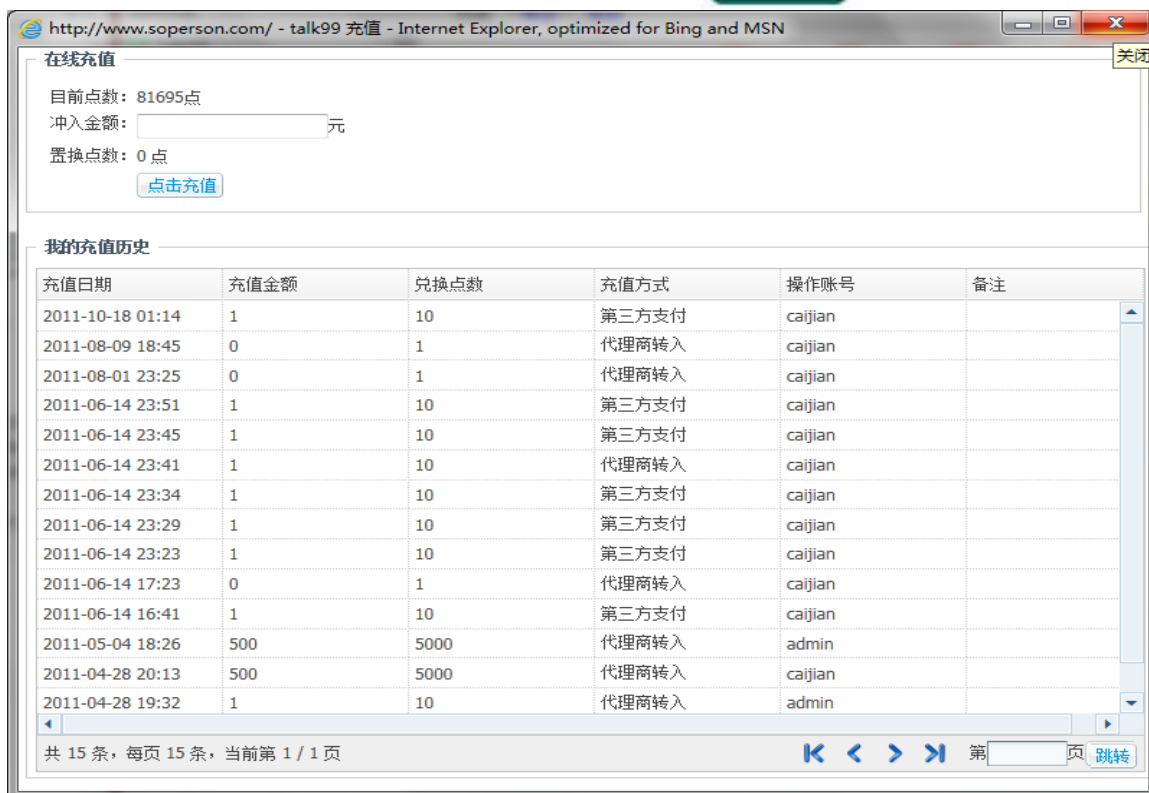 http://www.soperson.com/ - talk99 充值 - Internet Explorer, optimized for Bing and MSN
关闭
在线充值
目前点数：81695点
冲入金额： 元
置换点数：0 点
点击充值
我的充值历史
充值日期 充值金额 兑换点数 充值方式 操作账号 备注
2011-10-18 01:14 1 10 第三方支付 caijian
2011-08-09 18:45 0 1 代理商转入 caijian
2011-08-01 23:25 0 1 代理商转入 caijian
2011-06-14 23:51 1 10 第三方支付 caijian
2011-06-14 23:45 1 10 第三方支付 caijian
2011-06-14 23:41 1 10 代理商转入 caijian
2011-06-14 23:34 1 10 第三方支付 caijian
2011-06-14 23:29 1 10 第三方支付 caijian
2011-06-14 23:23 1 10 第三方支付 caijian
2011-06-14 17:23 0 1 代理商转入 caijian
2011-06-14 16:41 1 10 第三方支付 caijian
2011-05-04 18:26 500 5000 代理商转入 admin
2011-04-28 20:13 500 5000 代理商转入 caijian
2011-04-28 19:32 1 10 代理商转入 admin
共 15 条，每页 15 条，当前第 1 / 1 页 第 页 跳转